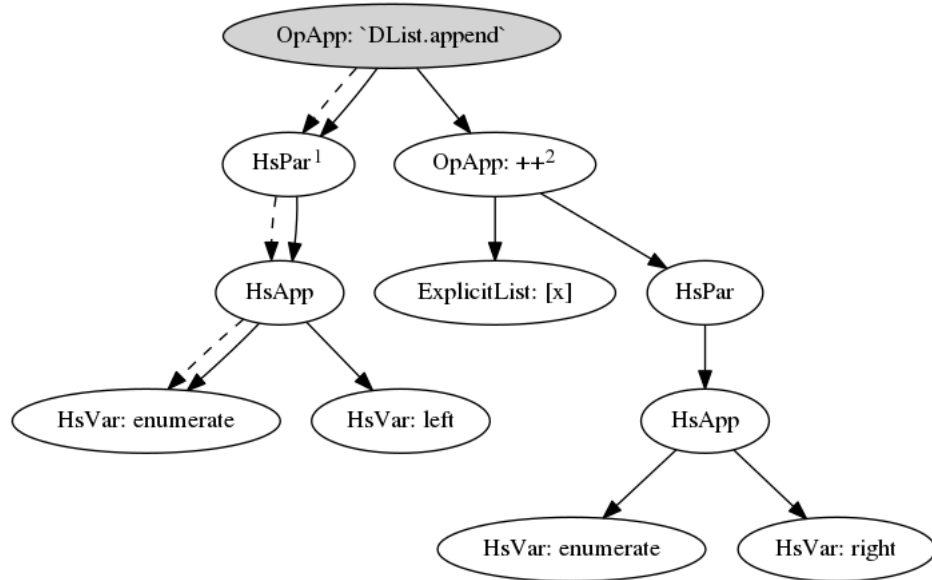 OpApp: `DList.append`
HsPar¹
OpApp: ++²
HsApp
ExplicitList: [x]
HsPar
HsVar: enumerate
HsVar: left
HsApp
HsVar: enumerate
HsVar: right